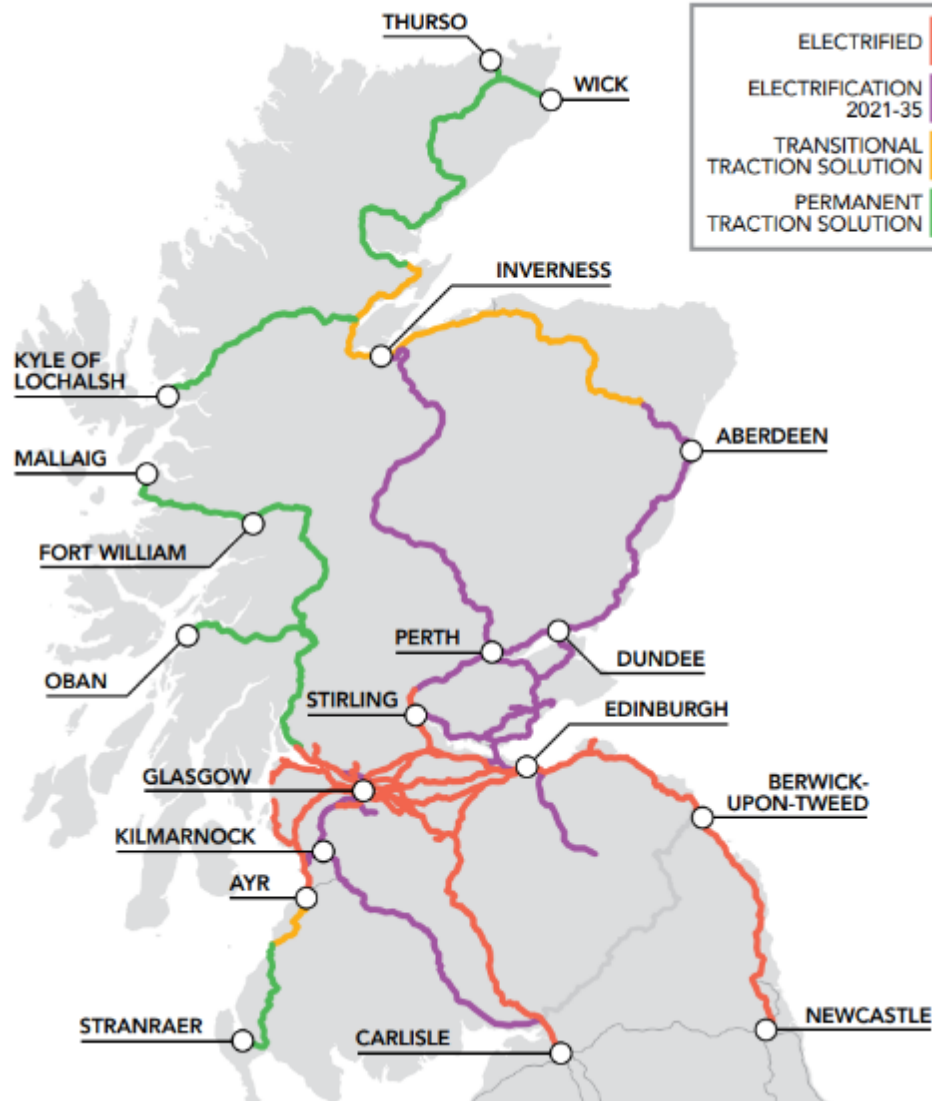 THURSO
WICK
ELECTRIFIED
ELECTRIFICATION
2021-35
TRANSITIONAL
TRACTION SOLUTION
PERMANENT
TRACTION SOLUTION
INVERNESS
KYLE OF
LOCHALSH
ABERDEEN
MALLAIG
FORT WILLIAM
PERTH
DUNDEE
OBAN
STIRLING
EDINBURGH
GLASGOW
BERWICK-
UPON-TWEED
KILMARNOCK
AYR
STRANRAER
CARLISLE
NEWCASTLE